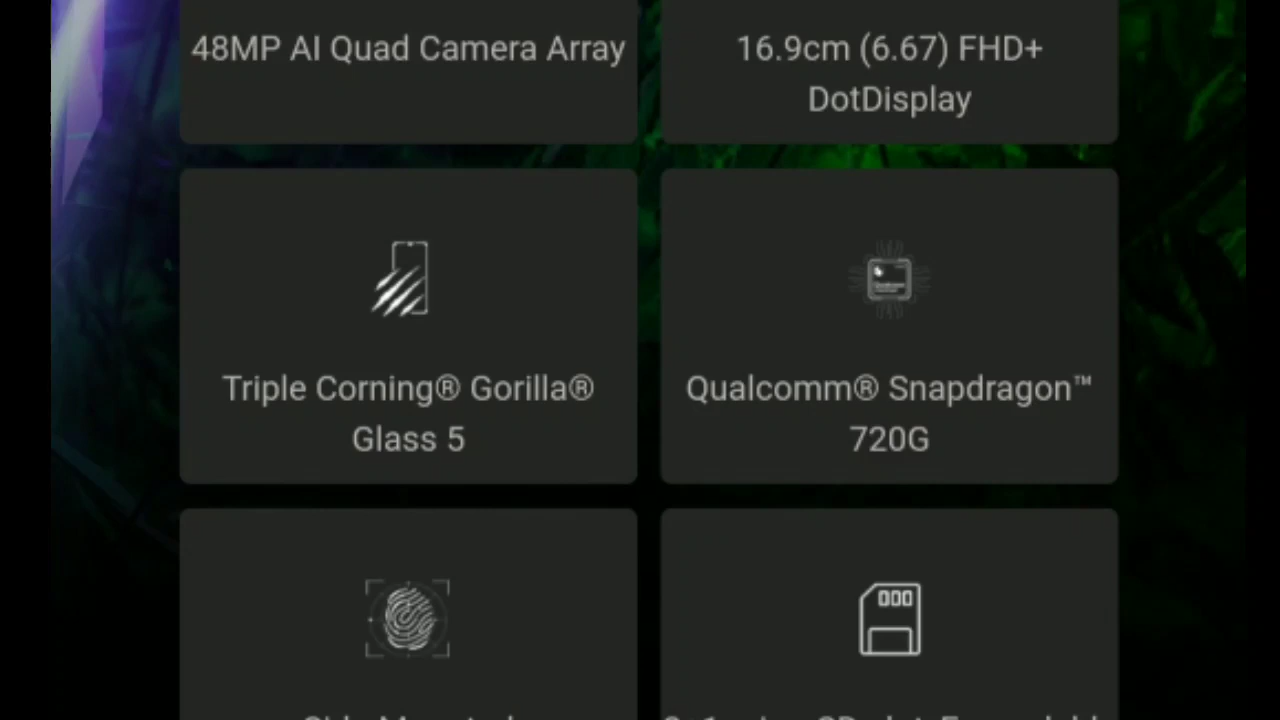 48MP AI Quad Camera Array
16.9cm (6.67) FHD+
DotDisplay
Triple Corning® Gorilla®
Glass 5
Qualcomm® Snapdragon™
720G